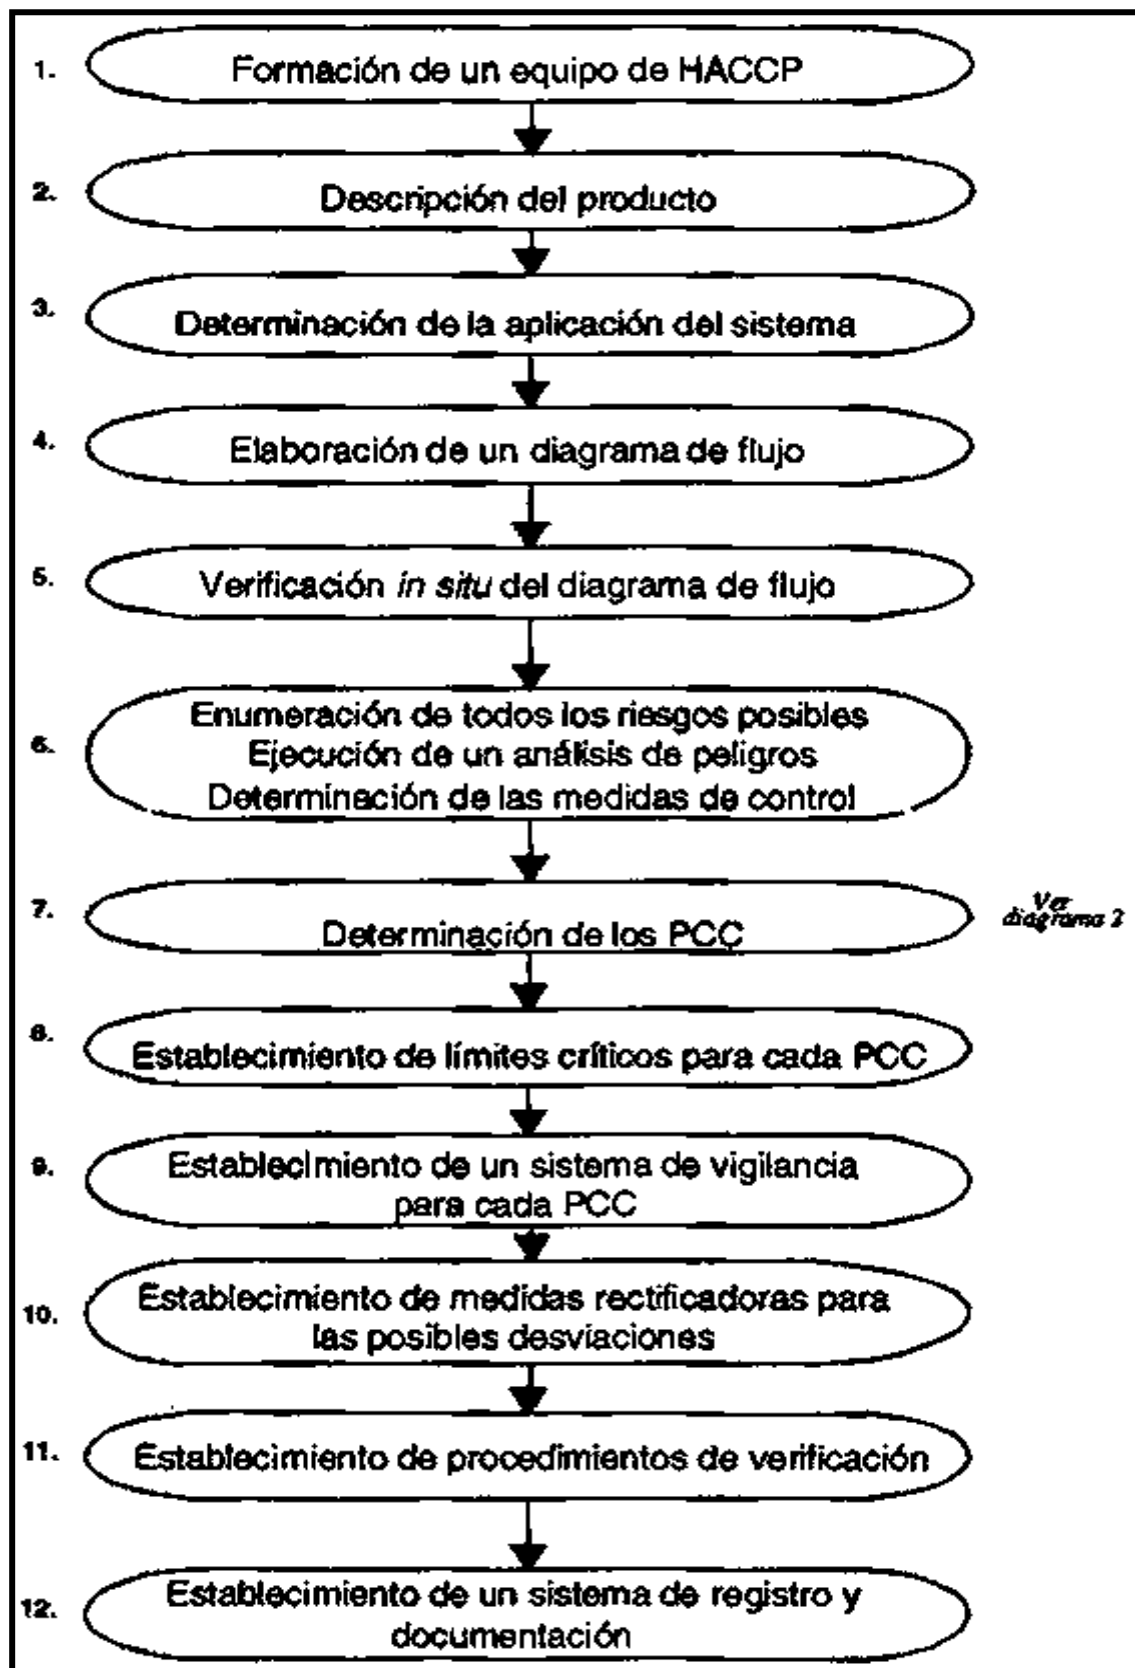 1. Formación de un equipo de HACCP
2. Descripción del producto
3. Determinación de la aplicación del sistema
4. Elaboración de un diagrama de flujo
5. Verificación in situ del diagrama de flujo
Enumeración de todos los riesgos posibles
6. Ejecución de un análisis de peligros
Determinación de las medidas de control
7. Determinación de los PCC
Ver
diagrama 2
8. Establecimiento de límites críticos para cada PCC
9. Establecimiento de un sistema de vigilancia
para cada PCC
10. Establecimiento de medidas rectificadoras para
las posibles desviaciones
11. Establecimiento de procedimientos de verificación
12. Establecimiento de un sistema de registro y
documentación